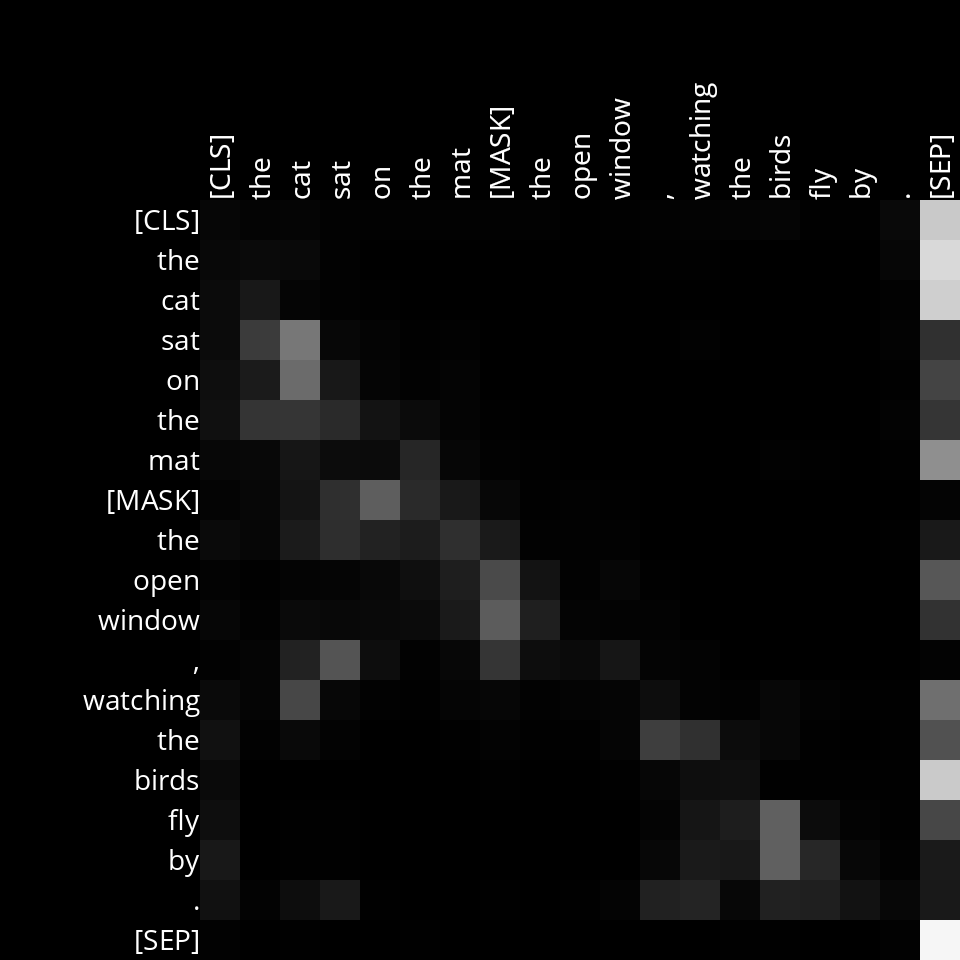 [CLS] the cat sat on the mat [MASK] the open window , watching the birds fly by . [SEP]
[CLS]
the
cat
sat
on
the
mat
[MASK]
the
open
window
,
watching
the
birds
fly
by
.
[SEP]